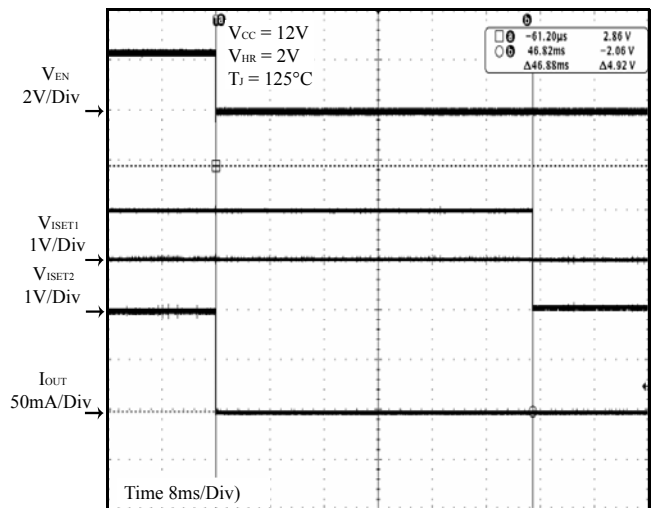 VEN
2V/Div
VISET1
1V/Div
VISET2
1V/Div
IOUT
50mA/Div
VCC = 12V
VHR = 2V
TJ = 125°C
a -61.20µs 2.86 V
b 46.82ms -2.06 V
Δ46.88ms Δ4.92 V
b
Time 8ms/Div)